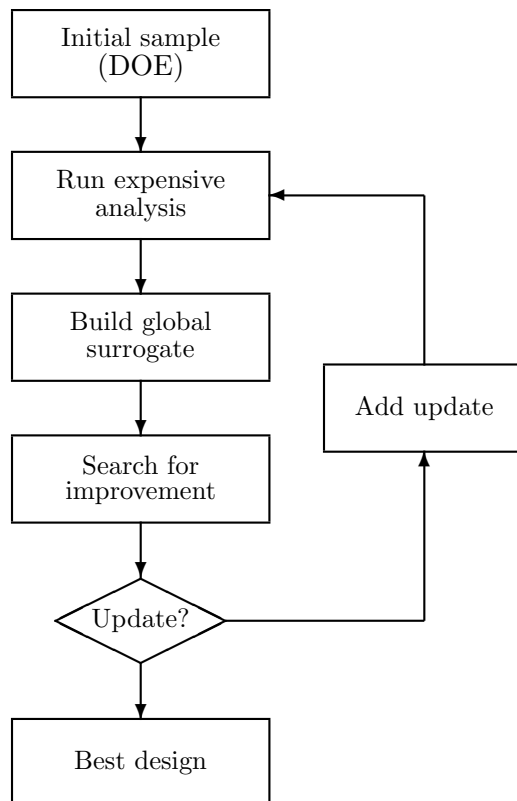 Initial sample
(DOE)
Run expensive
analysis
Build global
surrogate
Add update
Search for
improvement
Update?
Best design